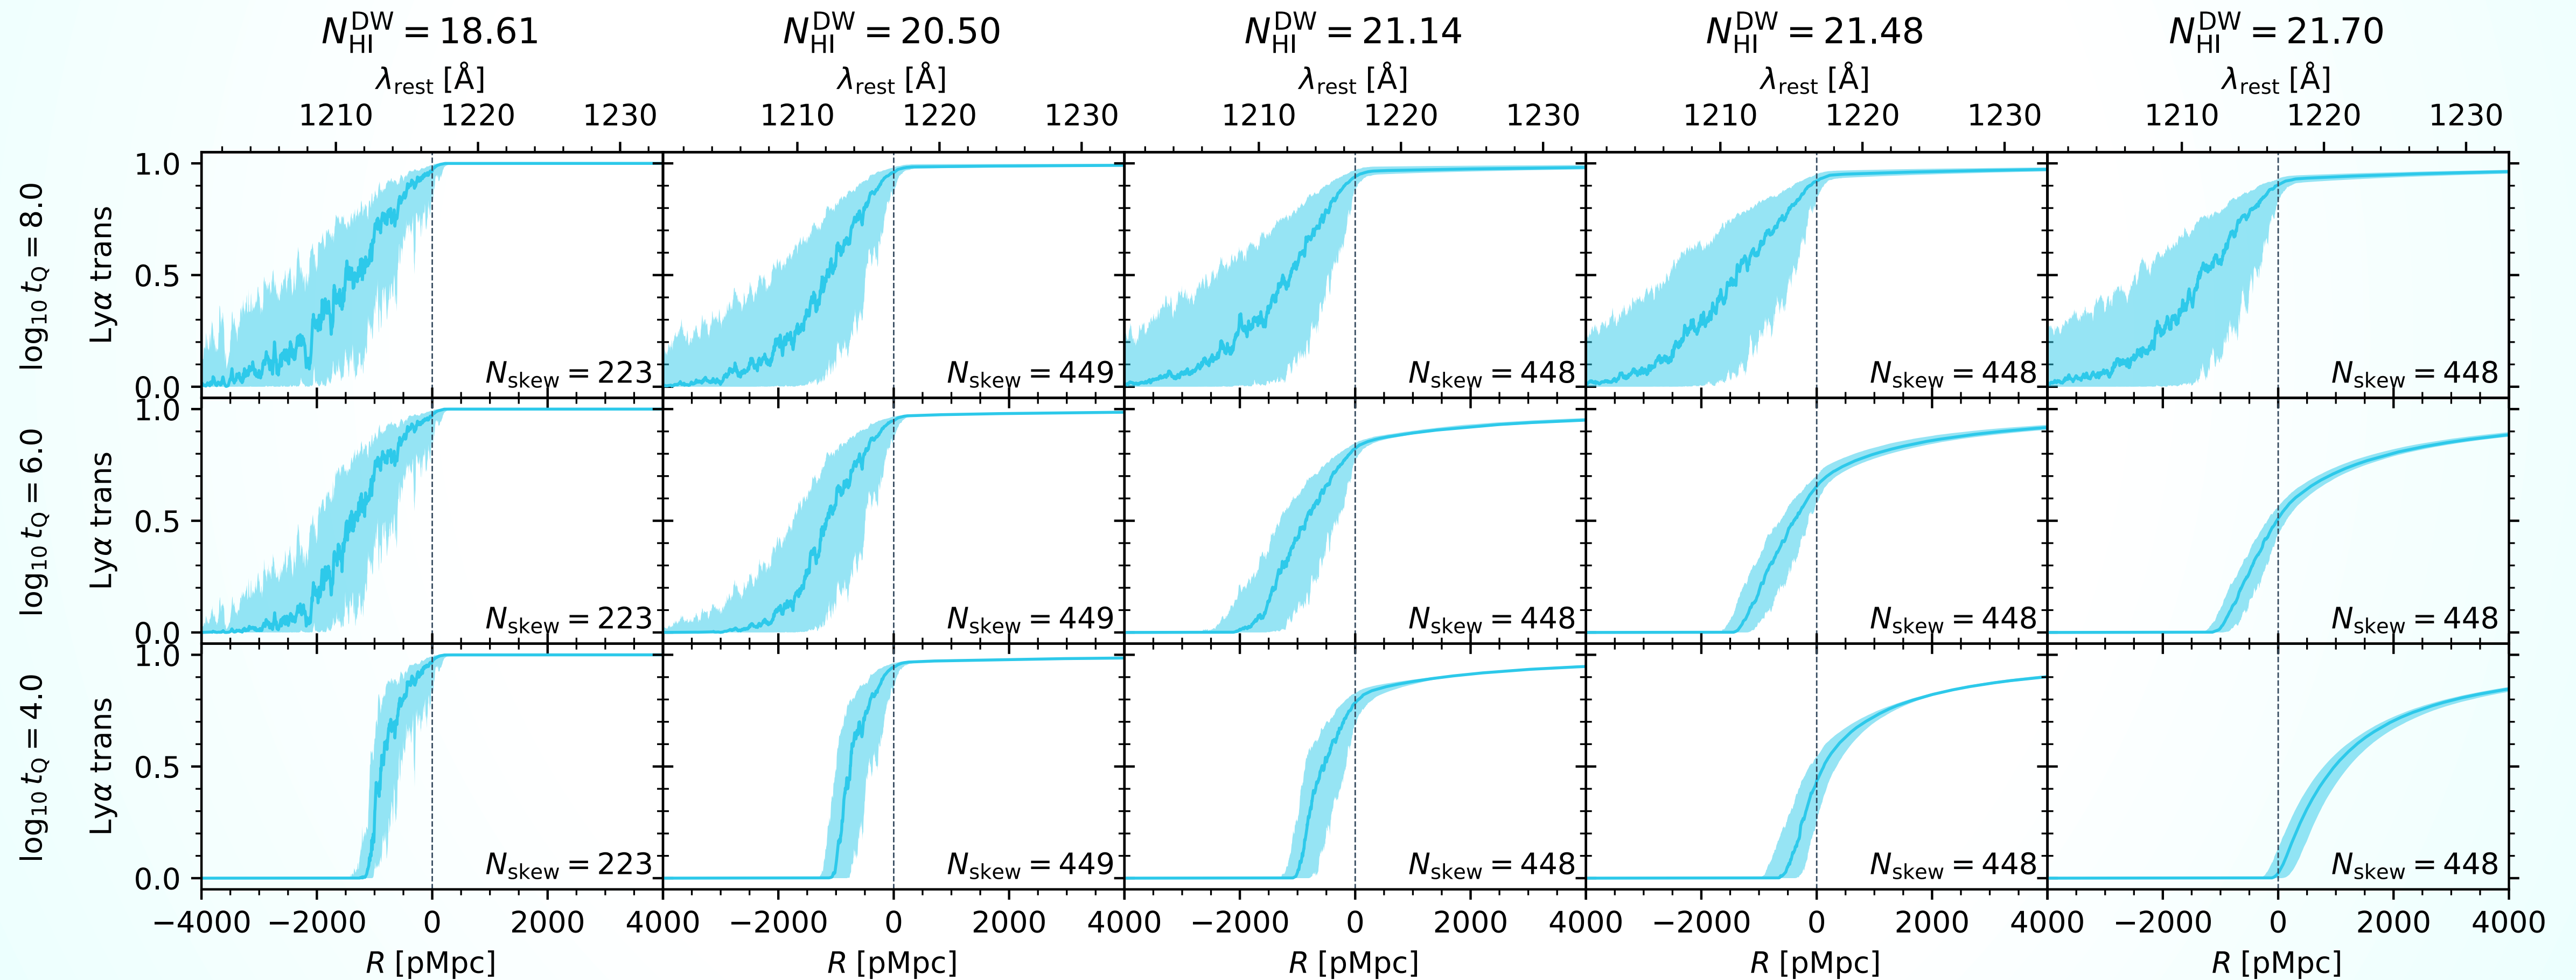 N_HI^DW = 18.61 N_HI^DW = 20.50 N_HI^DW = 21.14 N_HI^DW = 21.48 N_HI^DW = 21.70
λ_rest [Å] λ_rest [Å] λ_rest [Å] λ_rest [Å] λ_rest [Å]
1210 1220 1230 1210 1220 1230 1210 1220 1230 1210 1220 1230 1210 1220 1230
log₁₀ t_Q = 8.0
Lyα trans
1.0
0.5
0.0
N_skew = 223 N_skew = 449 N_skew = 448 N_skew = 448 N_skew = 448
log₁₀ t_Q = 6.0
Lyα trans
1.0
0.5
0.0
N_skew = 223 N_skew = 449 N_skew = 448 N_skew = 448 N_skew = 448
log₁₀ t_Q = 4.0
Lyα trans
1.0
0.5
0.0
N_skew = 223 N_skew = 449 N_skew = 448 N_skew = 448 N_skew = 448
−4000 −2000 0 2000 4000 −2000 0 2000 4000 −2000 0 2000 4000 −2000 0 2000 4000 −2000 0 2000 4000
R [pMpc] R [pMpc] R [pMpc] R [pMpc] R [pMpc]